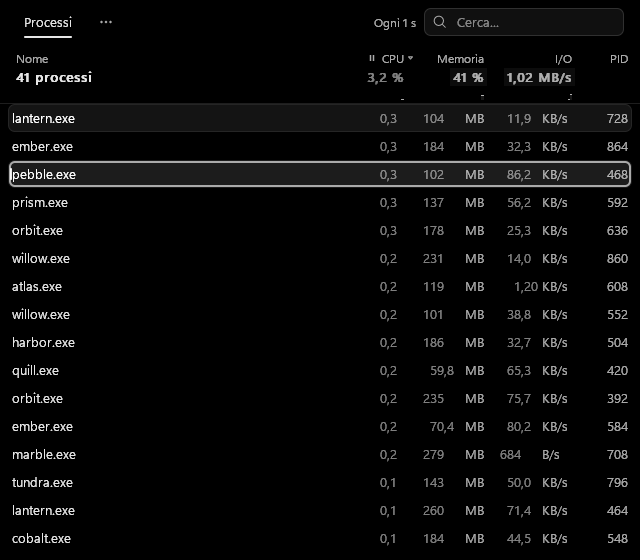 Processi ··· Ogni 1 s Cerca...
Nome CPU Memoria I/O PID
41 processi 3,2 % 41 % 1,02 MB/s
lantern.exe 0,3 104 MB 11,9 KB/s 728
ember.exe 0,3 184 MB 32,3 KB/s 864
pebble.exe 0,3 102 MB 86,2 KB/s 468
prism.exe 0,3 137 MB 56,2 KB/s 592
orbit.exe 0,3 178 MB 25,3 KB/s 636
willow.exe 0,2 231 MB 14,0 KB/s 860
atlas.exe 0,2 119 MB 1,20 KB/s 608
willow.exe 0,2 101 MB 38,8 KB/s 552
harbor.exe 0,2 186 MB 32,7 KB/s 504
quill.exe 0,2 59,8 MB 65,3 KB/s 420
orbit.exe 0,2 235 MB 75,7 KB/s 392
ember.exe 0,2 70,4 MB 80,2 KB/s 584
marble.exe 0,2 279 MB 684 B/s 708
tundra.exe 0,1 143 MB 50,0 KB/s 796
lantern.exe 0,1 260 MB 71,4 KB/s 464
cobalt.exe 0,1 184 MB 44,5 KB/s 548